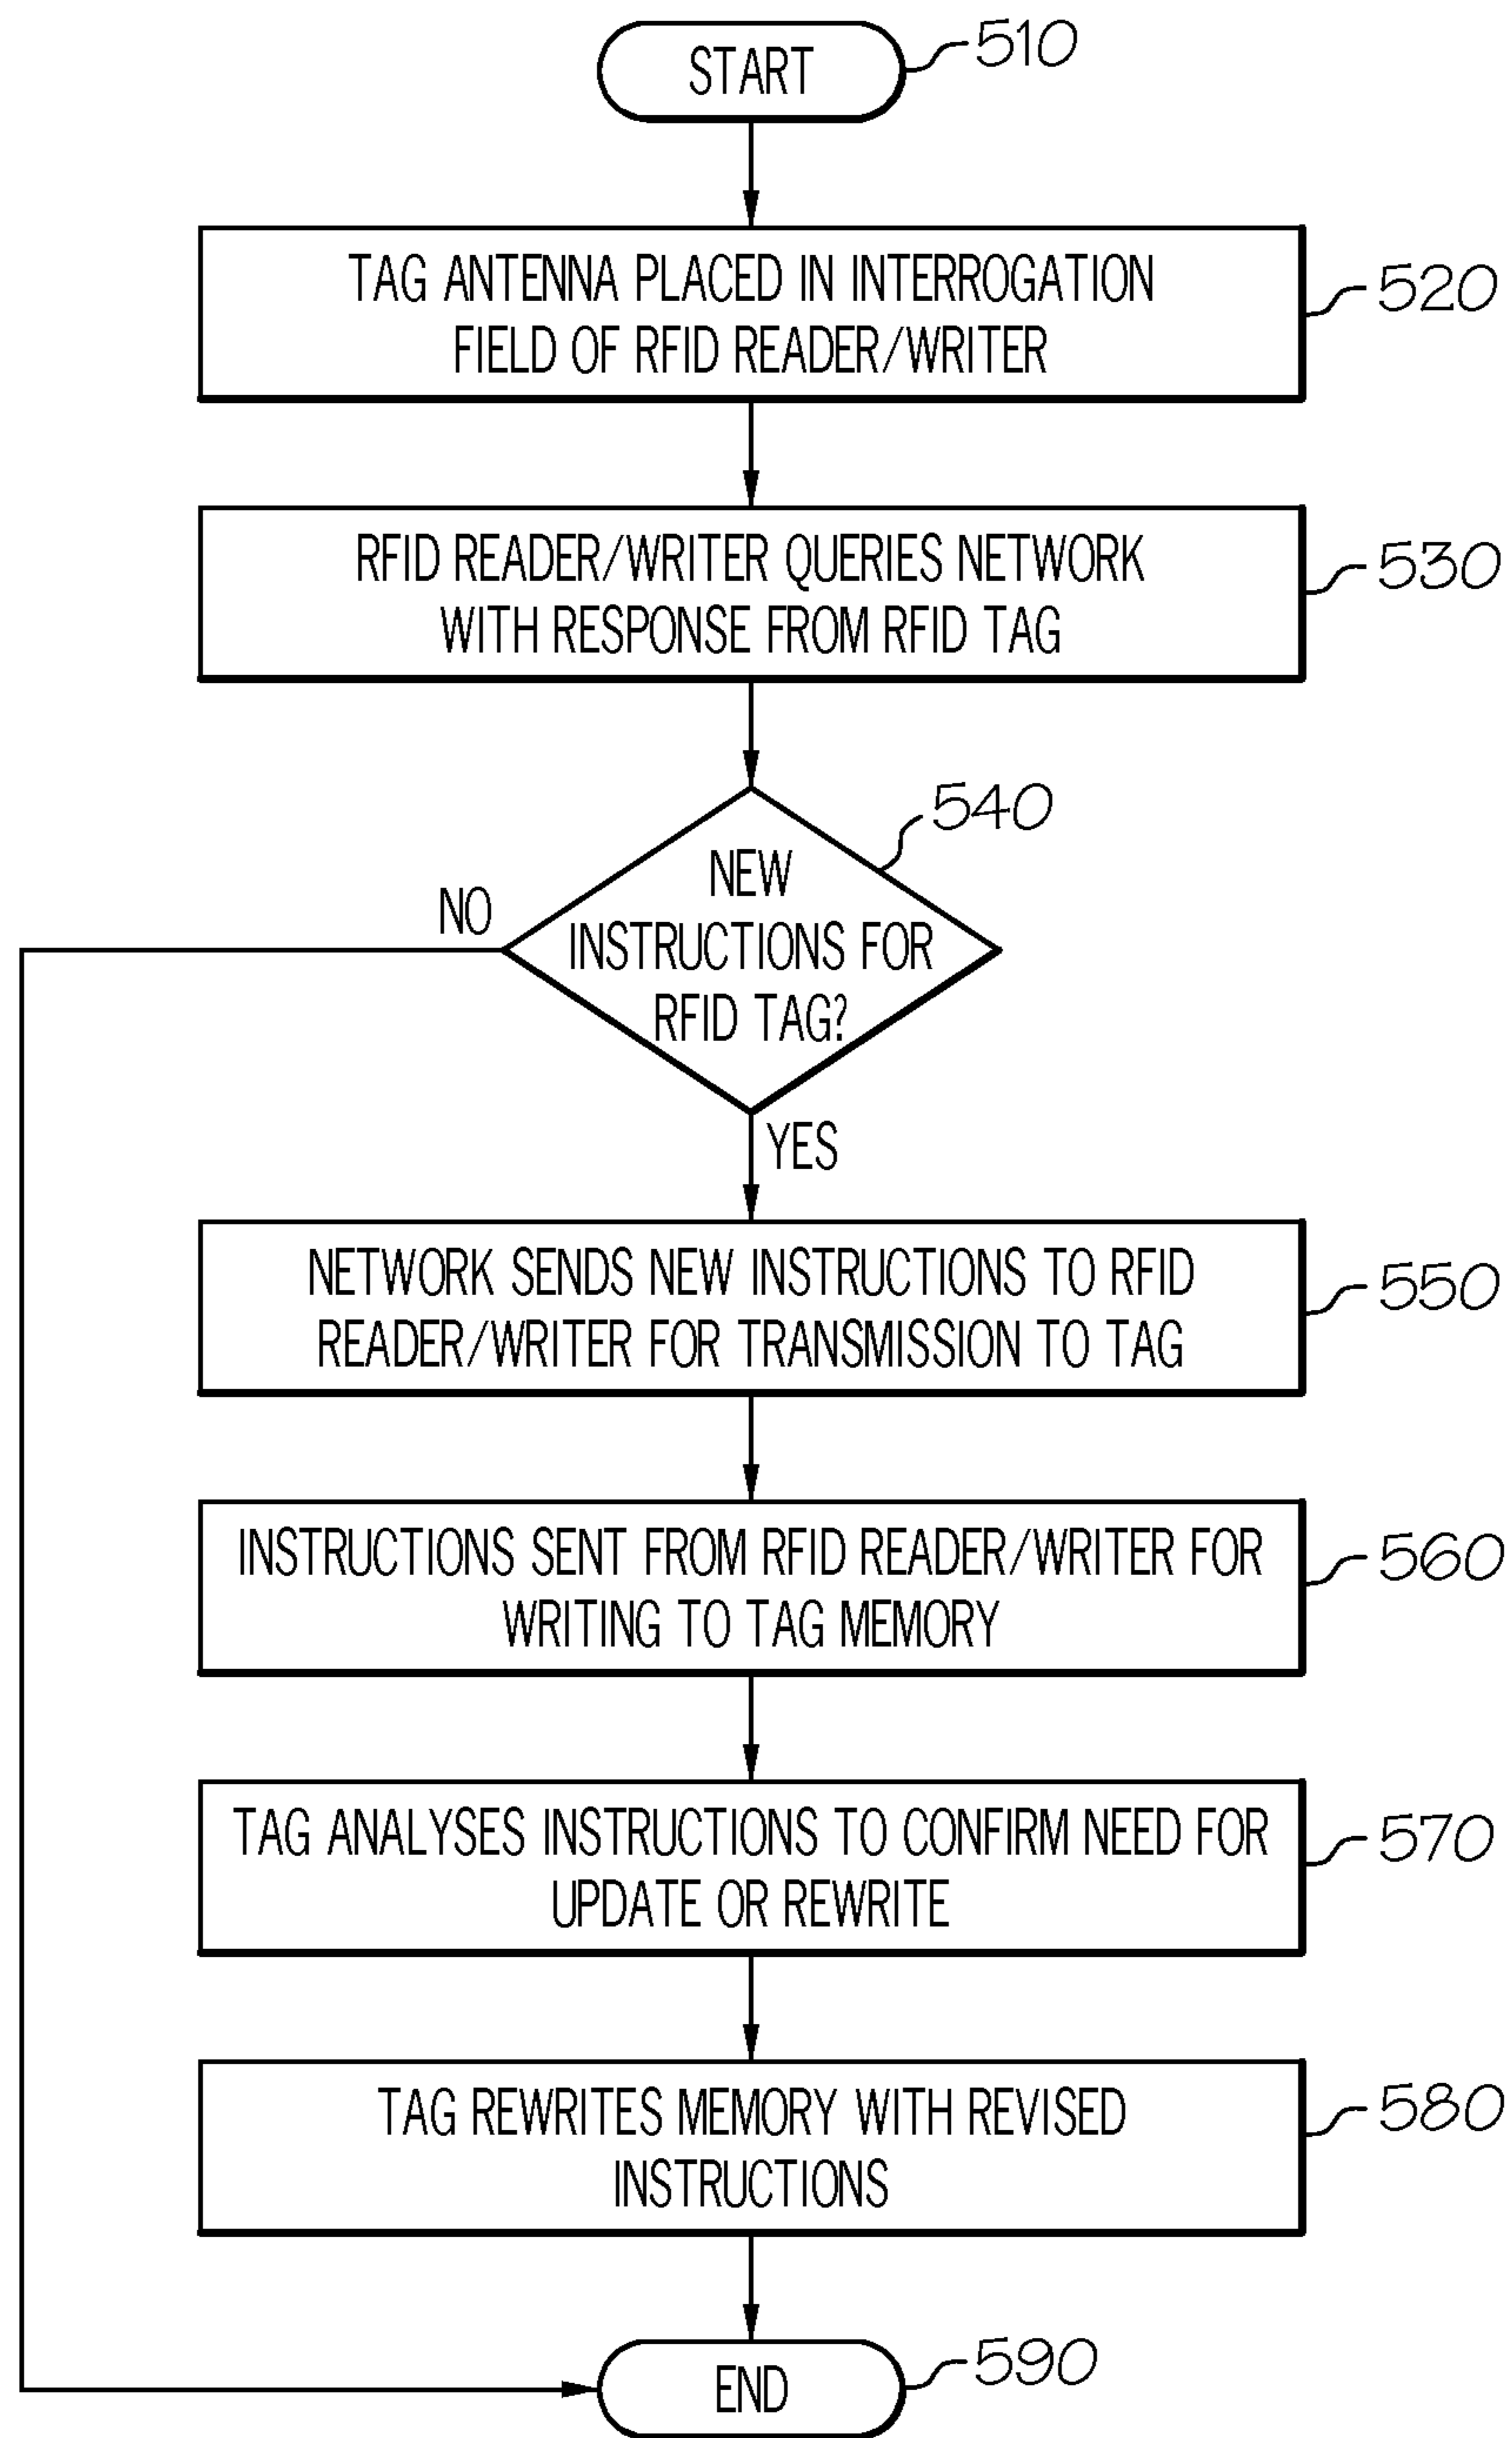 START
510
TAG ANTENNA PLACED IN INTERROGATION
FIELD OF RFID READER/WRITER
520
RFID READER/WRITER QUERIES NETWORK
WITH RESPONSE FROM RFID TAG
530
540
NEW
INSTRUCTIONS FOR
RFID TAG?
NO
YES
NETWORK SENDS NEW INSTRUCTIONS TO RFID
READER/WRITER FOR TRANSMISSION TO TAG
550
INSTRUCTIONS SENT FROM RFID READER/WRITER FOR
WRITING TO TAG MEMORY
560
TAG ANALYSES INSTRUCTIONS TO CONFIRM NEED FOR
UPDATE OR REWRITE
570
TAG REWRITES MEMORY WITH REVISED
INSTRUCTIONS
580
END
590